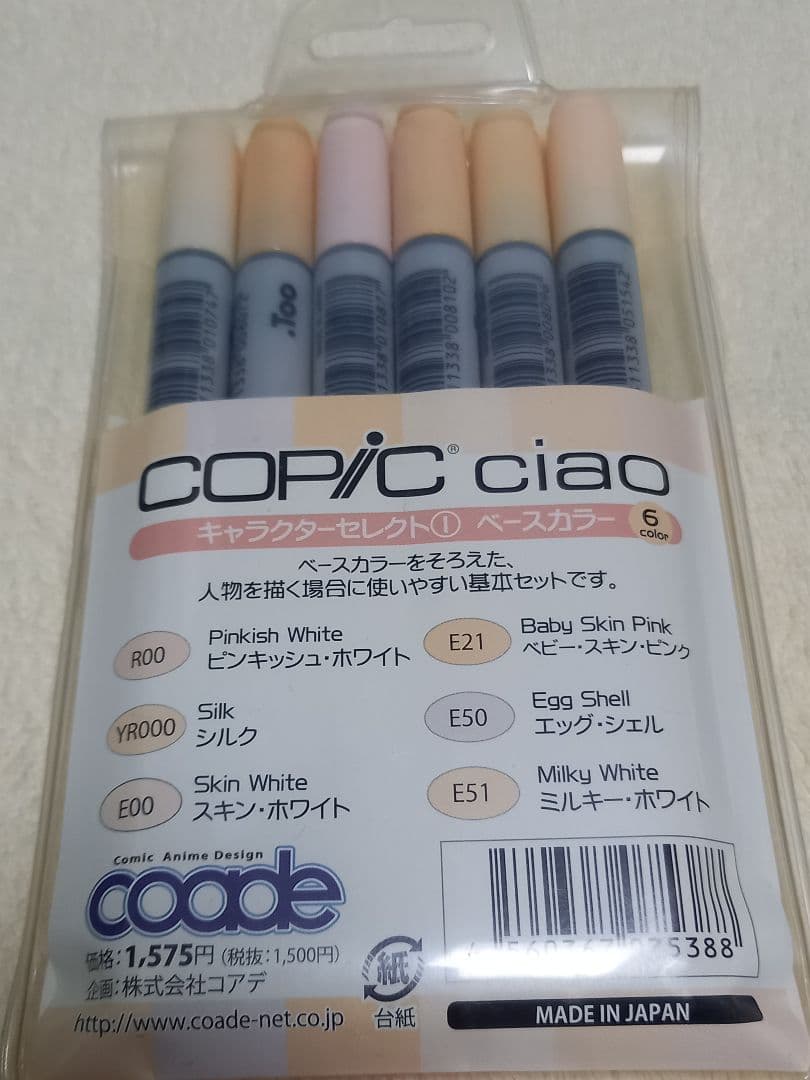 .Too
COPiC® ciao
キャラクターセレクト① ベースカラー 6 color
ベースカラーをそろえた、
人物を描く場合に使いやすい基本セットです。
R00 Pinkish White
ピンキッシュ・ホワイト
E21 Baby Skin Pink
ベビー・スキン・ピンク
YR000 Silk
シルク
E50 Egg Shell
エッグ・シェル
E00 Skin White
スキン・ホワイト
E51 Milky White
ミルキー・ホワイト
Comic Anime Design
coade
価格:1,575円(税抜:1,500円)
企画:株式会社コアデ
http://www.coade-net.co.jp
紙
台紙
MADE IN JAPAN